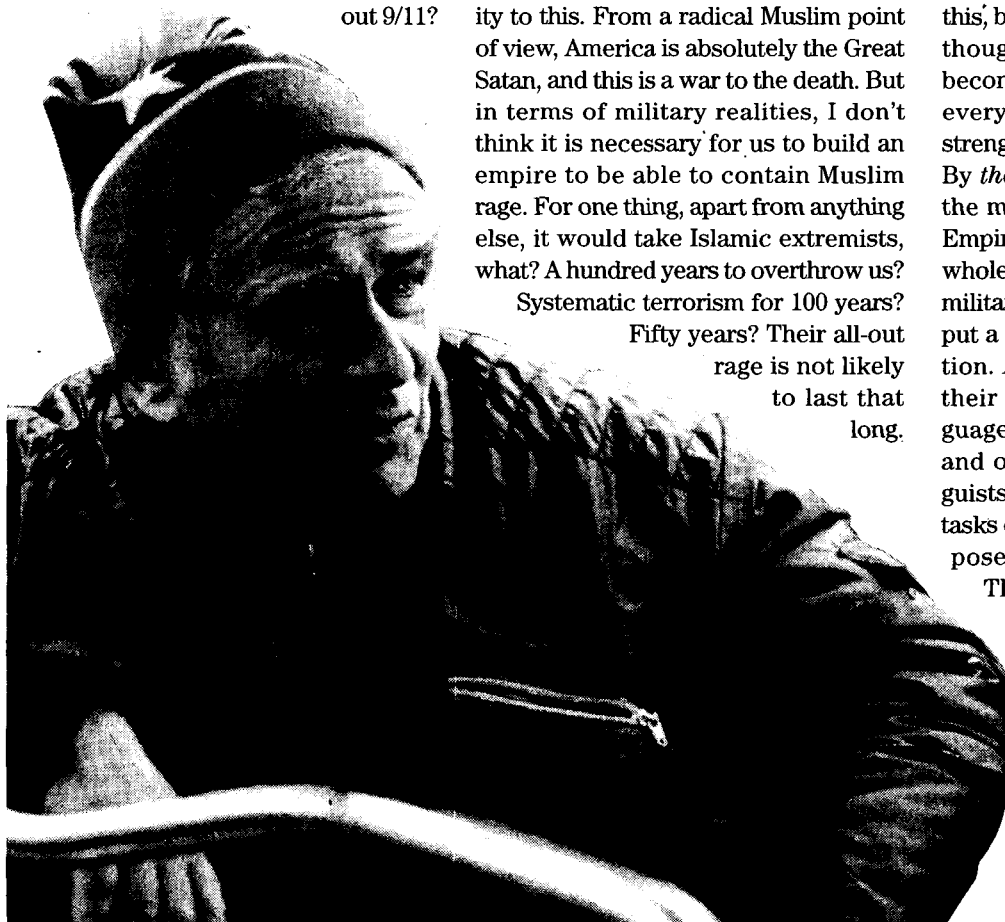 out 9/11?
ity to this. From a radical Muslim point
of view, America is absolutely the Great
Satan, and this is a war to the death. But
in terms of military realities, I don't
think it is necessary for us to build an
empire to be able to contain Muslim
rage. For one thing, apart from anything
else, it would take Islamic extremists,
what? A hundred years to overthrow us?
Systematic terrorism for 100 years?
Fifty years? Their all-out
rage is not likely
to last that
long.
this, b
thoug
becon
every
streng
By the
the m
Empir
whole
militar
put a
tion.
their
guage
and o
guists
tasks
pose
Th